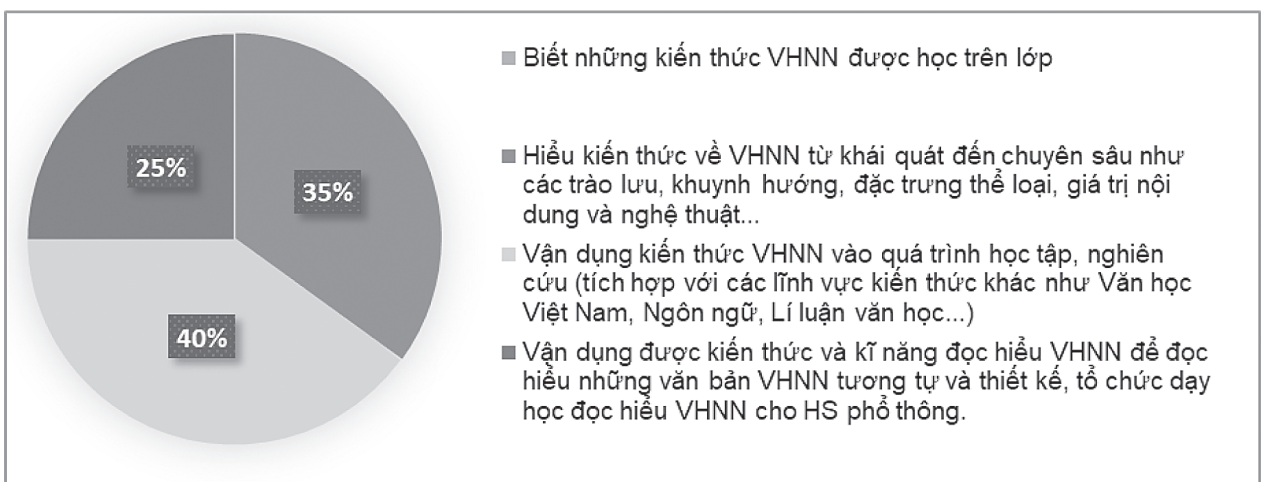 25%
35%
40%
Biết những kiến thức VHNN được học trên lớp
Hiểu kiến thức về VHNN từ khái quát đến chuyên sâu như
các trào lưu, khuynh hướng, đặc trưng thể loại, giá trị nội
dung và nghệ thuật...
Vận dụng kiến thức VHNN vào quá trình học tập, nghiên
cứu (tích hợp với các lĩnh vực kiến thức khác như Văn học
Việt Nam, Ngôn ngữ, Lí luận văn học...)
Vận dụng được kiến thức và kĩ năng đọc hiểu VHNN để đọc
hiểu những văn bản VHNN tương tự và thiết kế, tổ chức dạy
học đọc hiểu VHNN cho HS phổ thông.